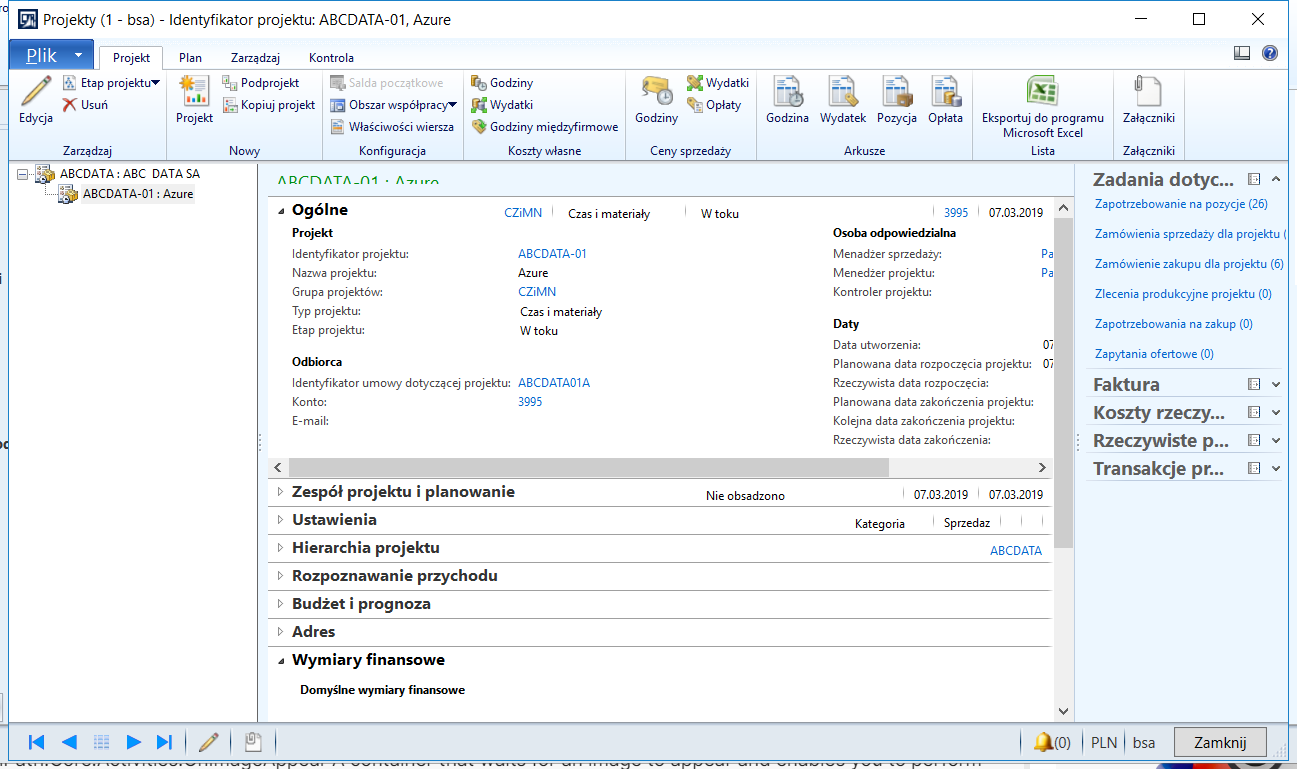 Projekty (1 - bsa) - Identyfikator projektu: ABCDATA-01, Azure
Plik
Projekt
Plan
Zarządzaj
Kontrola
Edycja
Etap projektu
Usuń
Zarządzaj
Projekt
Podprojekt
Kopiuj projekt
Nowy
Salda początkowe
Obszar współpracy
Właściwości wiersza
Konfiguracja
Godziny
Wydatki
Godziny międzyfirmowe
Koszty własne
Godziny
Wydatki
Opłaty
Ceny sprzedaży
Godzina
Wydatek
Pozycja
Opłata
Arkusze
Eksportuj do programu
Microsoft Excel
Lista
Załączniki
Załączniki
ABCDATA : ABC DATA SA
ABCDATA-01 : Azure
ABCDATA-01 : Azure
Ogólne CZiMN Czas i materiały W toku 3995 07.03.2019
Projekt
Identyfikator projektu: ABCDATA-01
Nazwa projektu: Azure
Grupa projektów: CZiMN
Typ projektu: Czas i materiały
Etap projektu: W toku
Odbiorca
Identyfikator umowy dotyczącej projektu: ABCDATA01A
Konto: 3995
E-mail:
Osoba odpowiedzialna
Menadżer sprzedaży: Pa
Menedżer projektu: Pa
Kontroler projektu:
Daty
Data utworzenia: 07
Planowana data rozpoczęcia projektu: 07
Rzeczywista data rozpoczęcia:
Planowana data zakończenia projektu:
Kolejna data zakończenia projektu:
Rzeczywista data zakończenia:
Zespół projektu i planowanie Nie obsadzono 07.03.2019 07.03.2019
Ustawienia Kategoria Sprzedaz
Hierarchia projektu ABCDATA
Rozpoznawanie przychodu
Budżet i prognoza
Adres
Wymiary finansowe
Domyślne wymiary finansowe
Zadania dotyc...
Zapotrzebowanie na pozycje (26)
Zamówienia sprzedaży dla projektu (
Zamówienie zakupu dla projektu (6)
Zlecenia produkcyjne projektu (0)
Zapotrzebowania na zakup (0)
Zapytania ofertowe (0)
Faktura
Koszty rzeczy...
Rzeczywiste p...
Transakcje pr...
(0) PLN bsa Zamknij